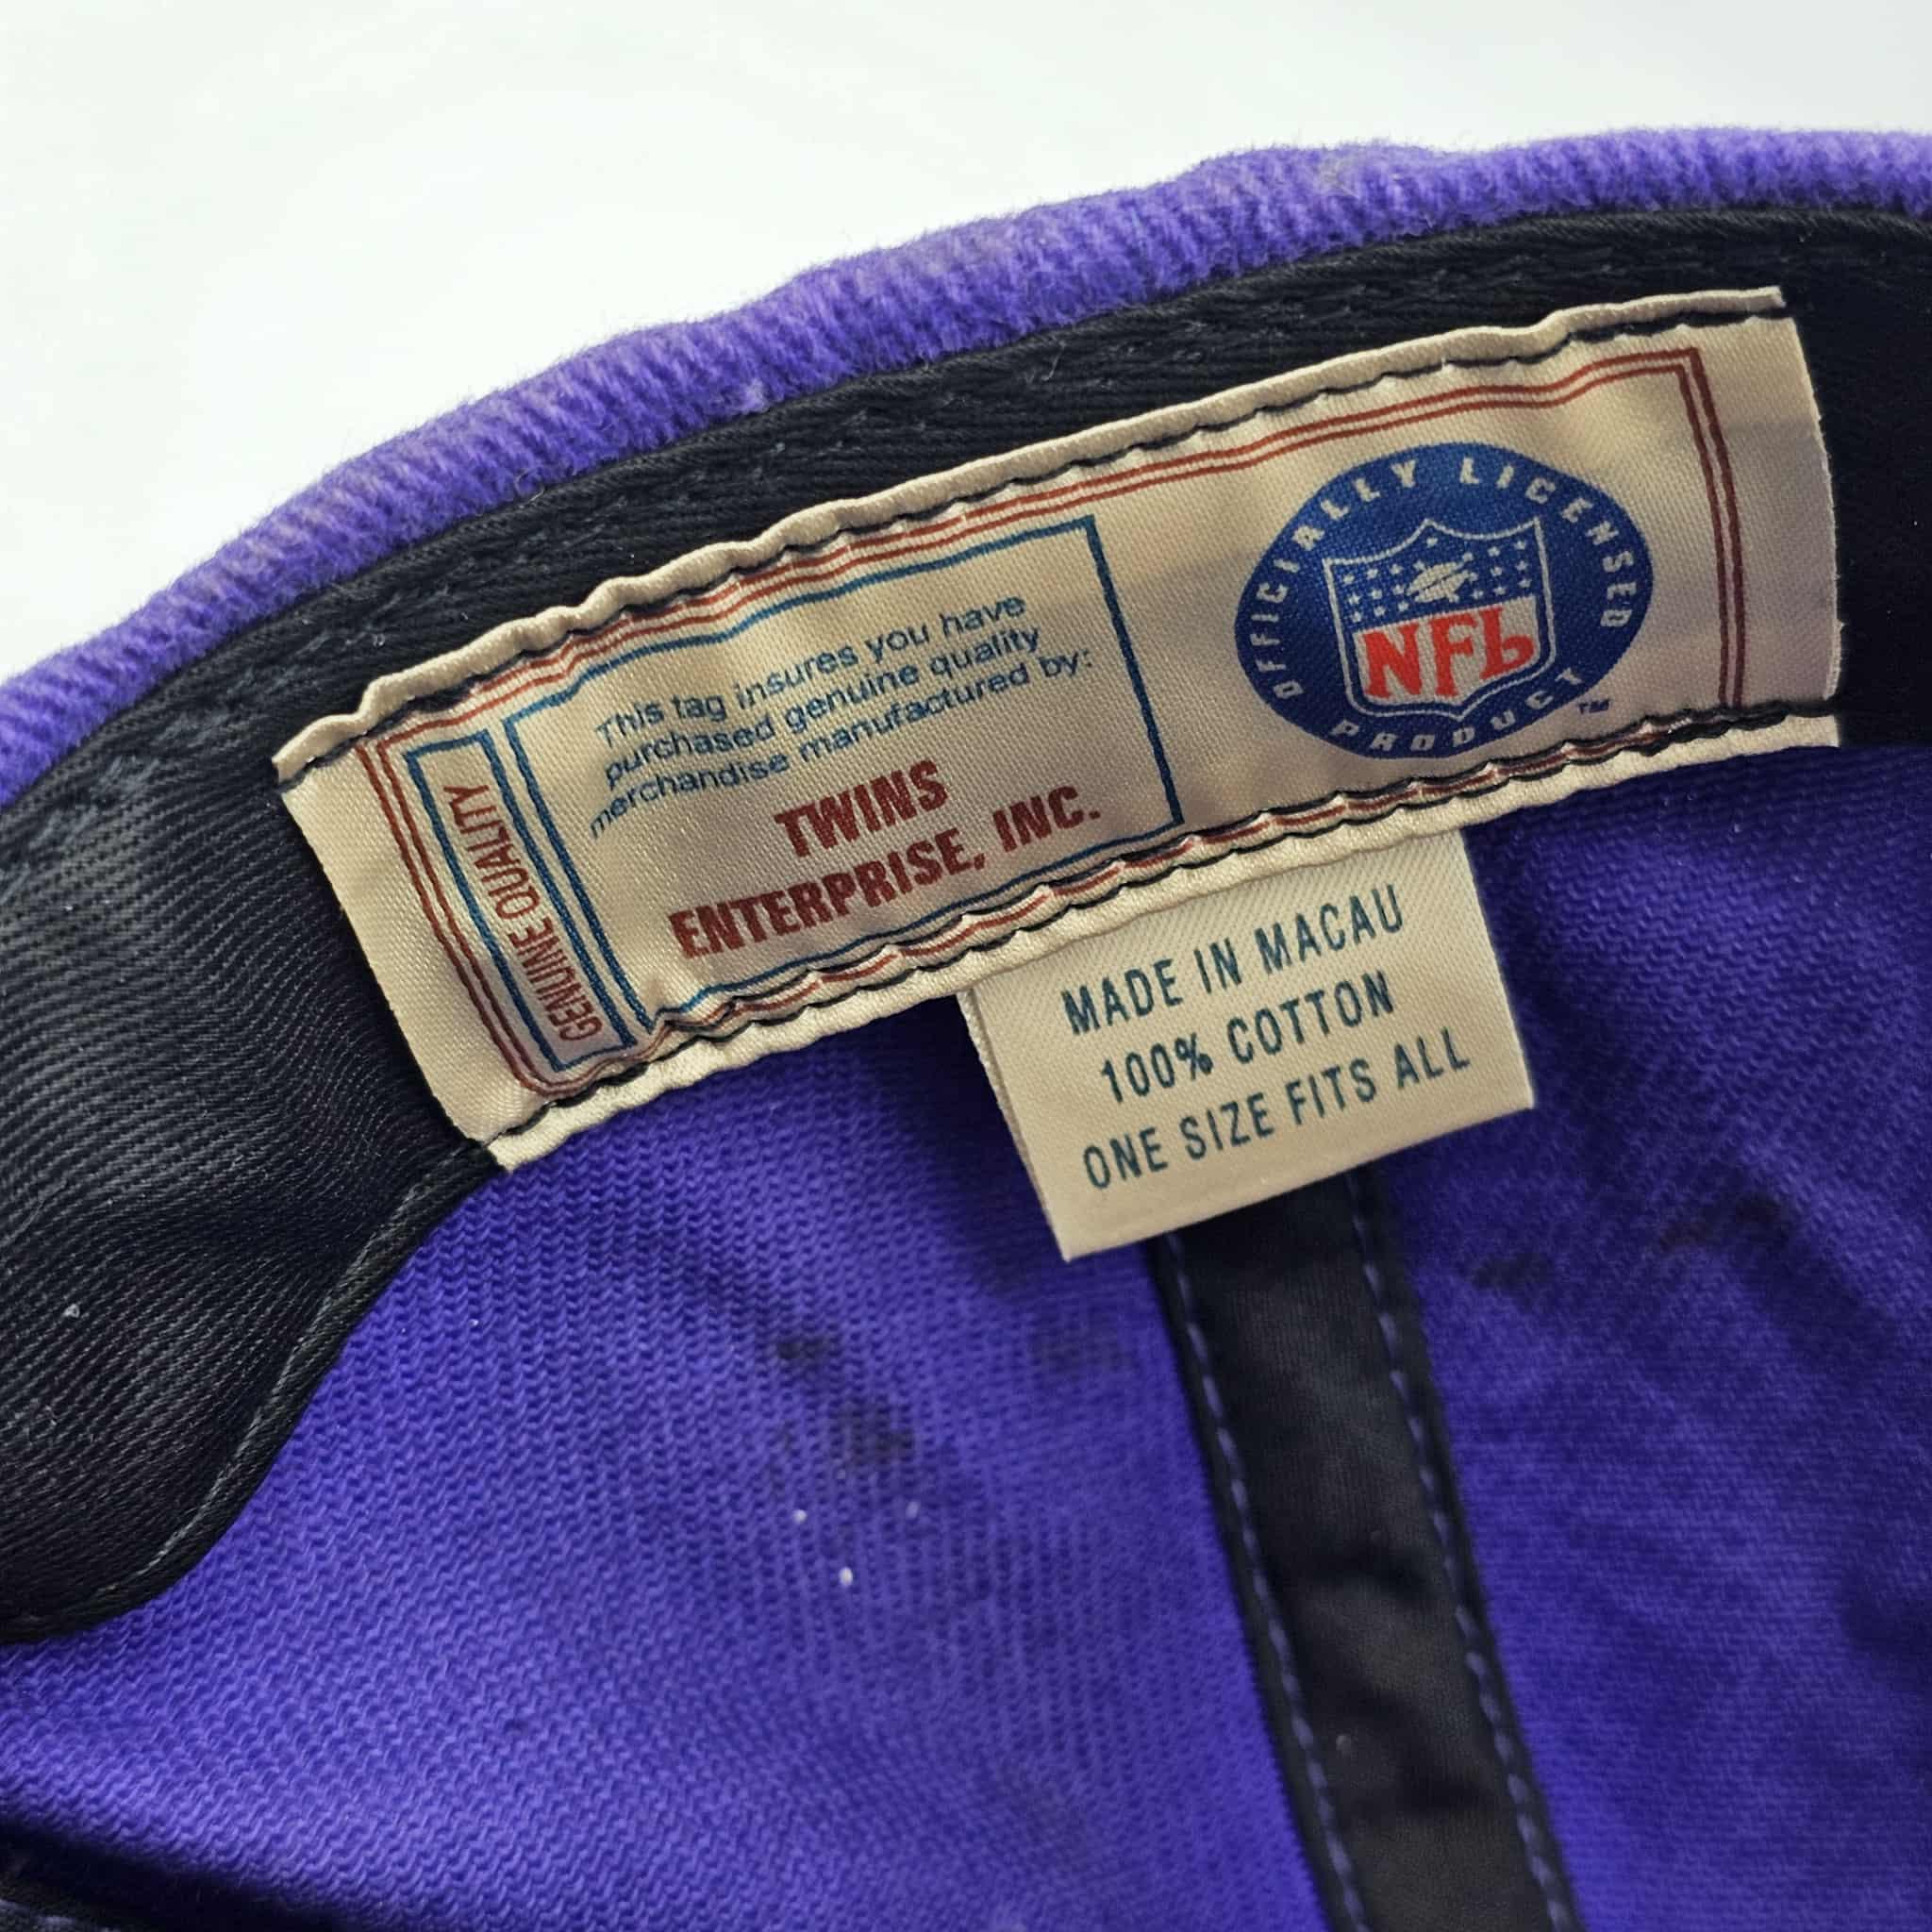 GENUINE QUALITY
This tag insures you have
purchased genuine quality
merchandise manufactured by:
TWINS
ENTERPRISE, INC.
OFFICIALLY LICENSED
NFL
PRODUCT
TM
MADE IN MACAU
100% COTTON
ONE SIZE FITS ALL